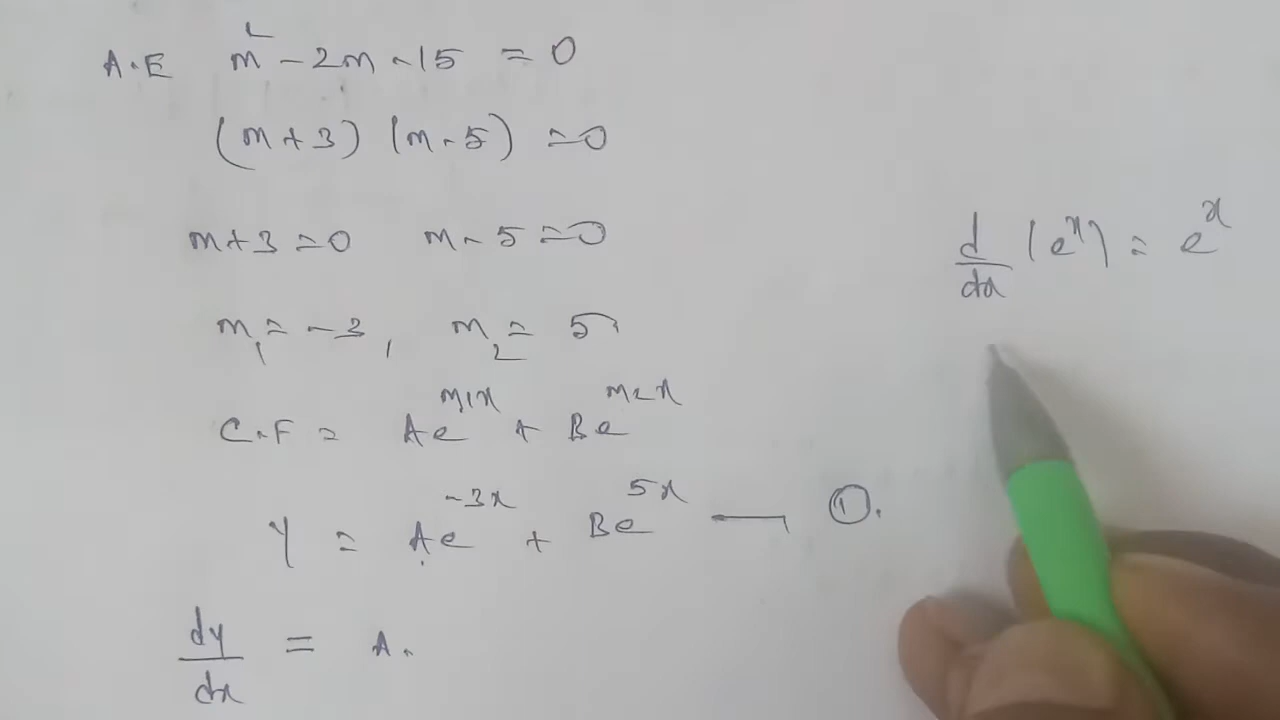 A.E m² - 2m - 15 = 0
(m + 3) (m - 5) = 0
m + 3 = 0 m - 5 = 0
m₁ = -3, m₂ = 5
C.F = Ae^m1x + Be^m2x
y = Ae^-3x + Be^5x — ①.
dy/dx = A.
d/dx (e^x) = e^x